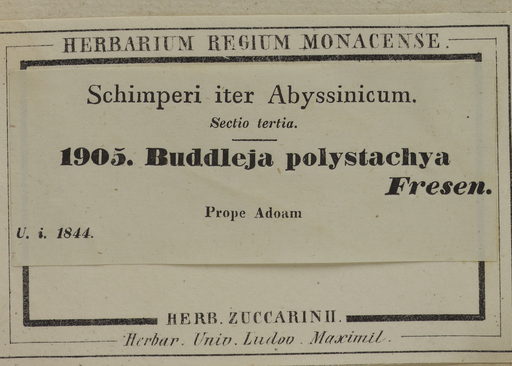 HERBARIUM REGIUM MONACENSE.
Schimperi iter Abyssinicum.
Sectio tertia.
1905. Buddleja polystachya
Fresen.
Prope Adoam
U. i. 1844.
HERB. ZUCCARINII.
Herbar. Univ. Ludov. Maximil.